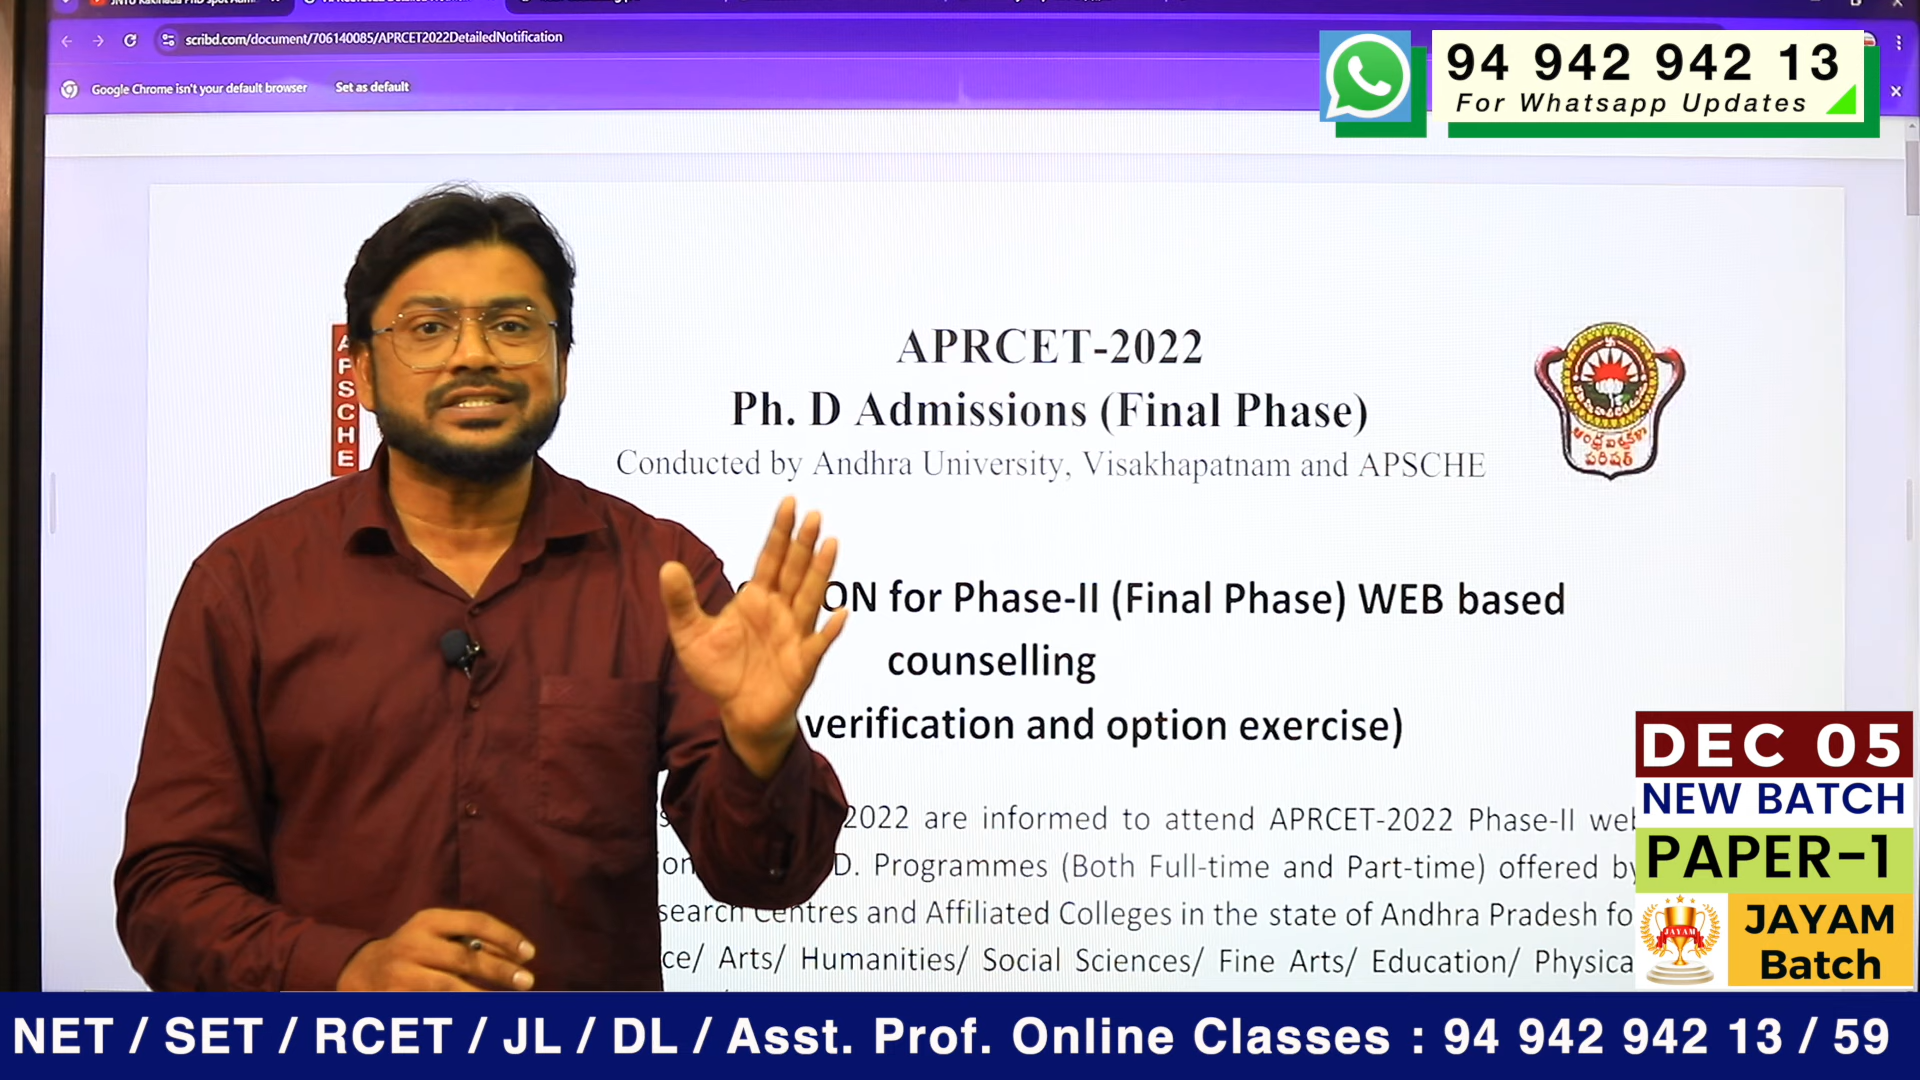 scribd.com/document/706140085/APRCET2022DetailedNotification
Google Chrome isn't your default browser Set as default
94 942 942 13
For Whatsapp Updates
APSCHE
APRCET-2022
Ph. D Admissions (Final Phase)
Conducted by Andhra University, Visakhapatnam and APSCHE
ON for Phase-II (Final Phase) WEB based
counselling
verification and option exercise)
2022 are informed to attend APRCET-2022 Phase-II web
D. Programmes (Both Full-time and Part-time) offered by
search Centres and Affiliated Colleges in the state of Andhra Pradesh fo
ce/ Arts/ Humanities/ Social Sciences/ Fine Arts/ Education/ Physica
DEC 05
NEW BATCH
PAPER-1
JAYAM
JAYAM
Batch
NET / SET / RCET / JL / DL / Asst. Prof. Online Classes : 94 942 942 13 / 59